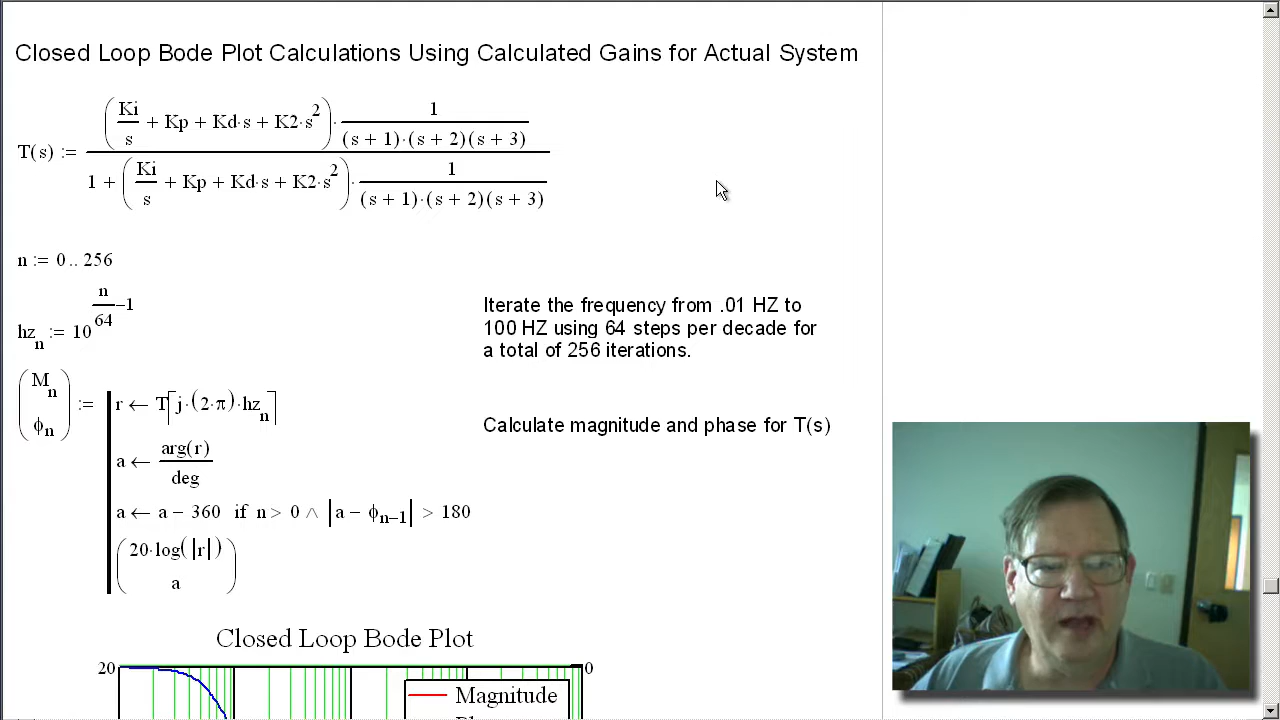 Closed Loop Bode Plot Calculations Using Calculated Gains for Actual System
T(s) := ((Ki/s + Kp + Kd·s + K2·s^2)·1/((s + 1)·(s + 2)(s + 3)))/(1 + (Ki/s + Kp + Kd·s + K2·s^2)·1/((s + 1)·(s + 2)(s + 3)))
n := 0 .. 256
hz_n := 10^(n/64−1)
Iterate the frequency from .01 HZ to
100 HZ using 64 steps per decade for
a total of 256 iterations.
(M_n φ_n) :=
r ← T[j·(2·π)·hz_n]
Calculate magnitude and phase for T(s)
a ← arg(r)/deg
a ← a − 360 if n > 0 ∧ |a − φ_n−1| > 180
(20·log(|r|) a)
Closed Loop Bode Plot
20
0
Magnitude